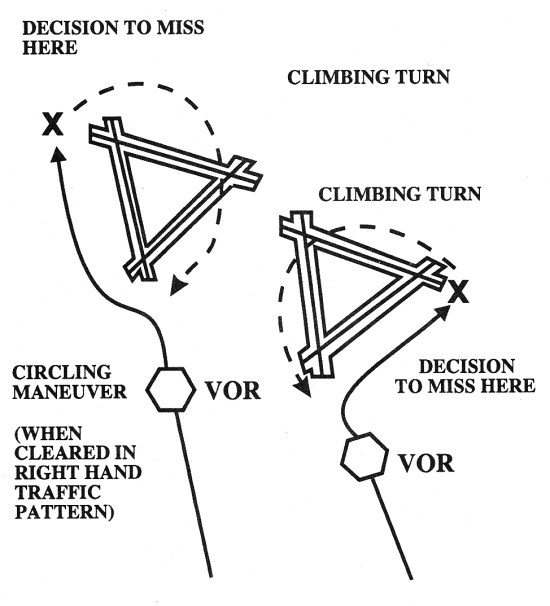 DECISION TO MISS
HERE
X
CLIMBING TURN
CLIMBING TURN
X
DECISION
TO MISS HERE
CIRCLING
MANEUVER
VOR
(WHEN
CLEARED IN
RIGHT HAND
TRAFFIC
PATTERN)
VOR